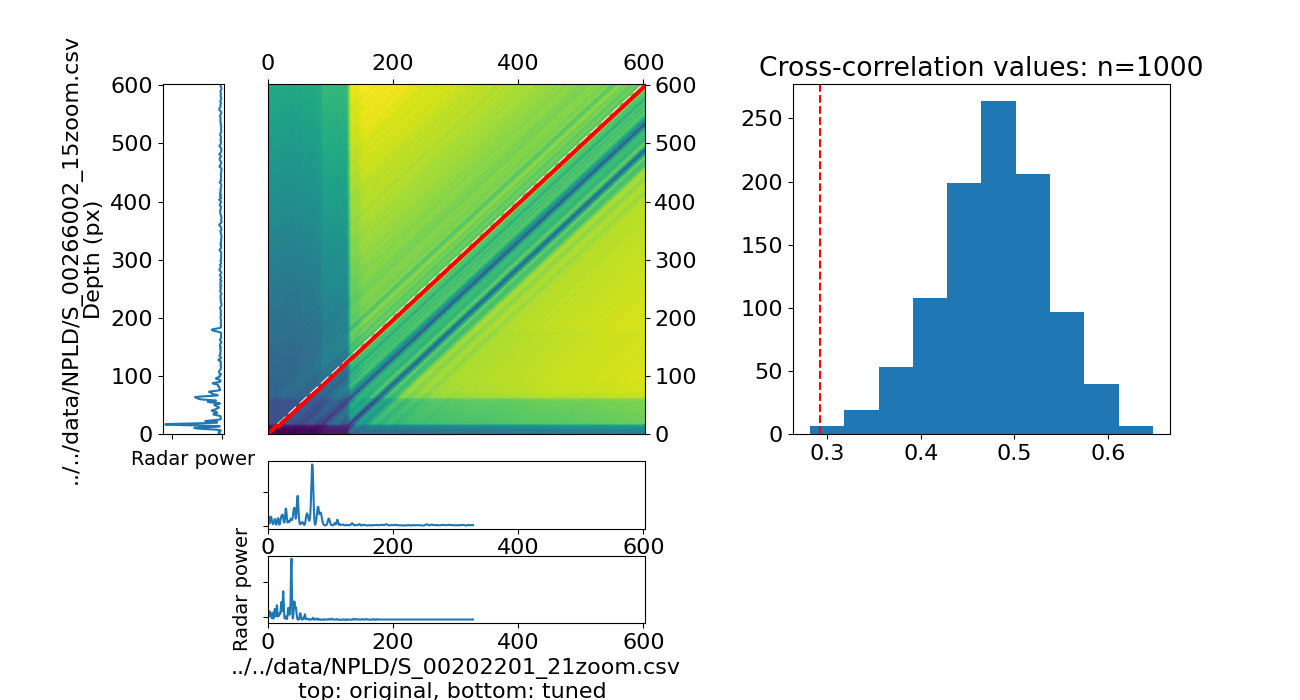 Cross-correlation values: n=1000
0 200 400 600
../../data/NPLD/S_00266002_15zoom.csv
Depth (px)
600
500
400
300
200
100
0
Radar power
600
500
400
300
200
100
0
250
200
150
100
50
0
0.3 0.4 0.5 0.6
0 200 400 600
Radar power
0 200 400 600
../../data/NPLD/S_00202201_21zoom.csv
top: original, bottom: tuned